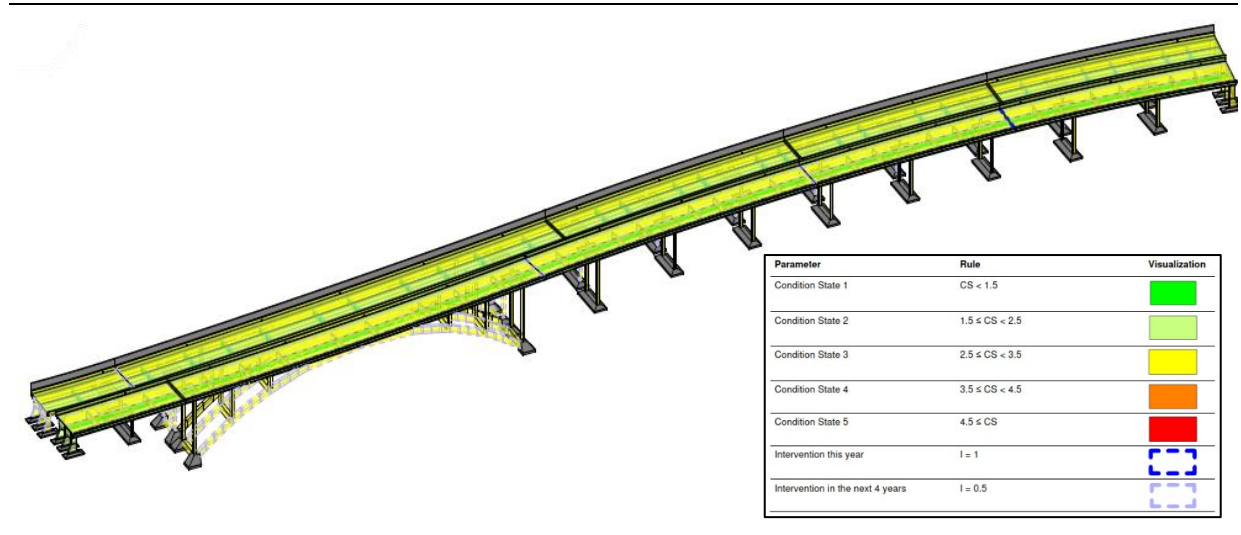 Parameter Rule Visualization
Condition State 1 CS < 1.5
Condition State 2 1.5 ≤ CS < 2.5
Condition State 3 2.5 ≤ CS < 3.5
Condition State 4 3.5 ≤ CS < 4.5
Condition State 5 4.5 ≤ CS
Intervention this year I = 1
Intervention in the next 4 years I = 0.5